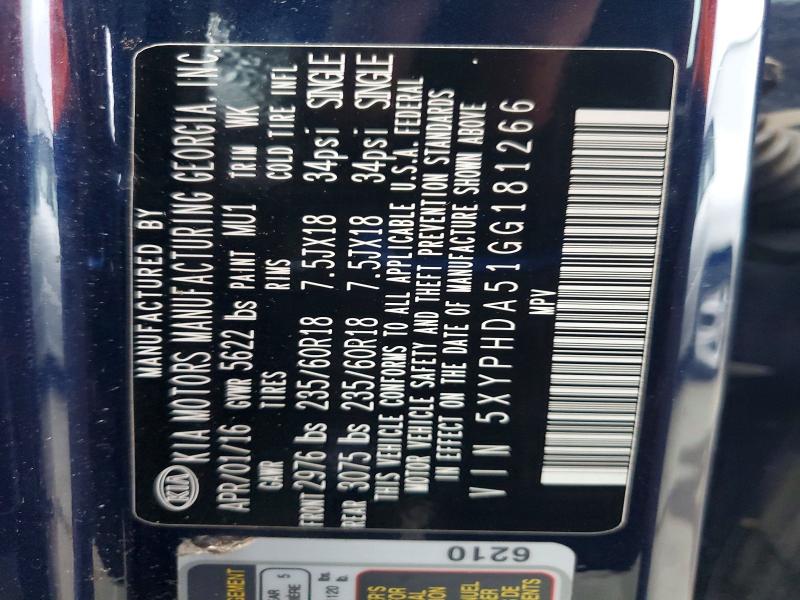 MANUFACTURED BY
KIA KIA MOTORS MANUFACTURING GEORGIA, INC.
APR/01/16 GVWR 5622 lbs PAINT MU1 TRIM WK
GAWR TIRES RIMS COLD TIRE INFL
FRONT 2976 lbs 235/60R18 7.5JX18 34psi SINGLE
REAR 3075 lbs 235/60R18 7.5JX18 34psi SINGLE
THIS VEHICLE CONFORMS TO ALL APPLICABLE U.S.A. FEDERAL
MOTOR VEHICLE SAFETY AND THEFT PREVENTION STANDARDS
IN EFFECT ON THE DATE OF MANUFACTURE SHOWN ABOVE
VIN 5XYPHDA51GG181266
MPV
6210
5